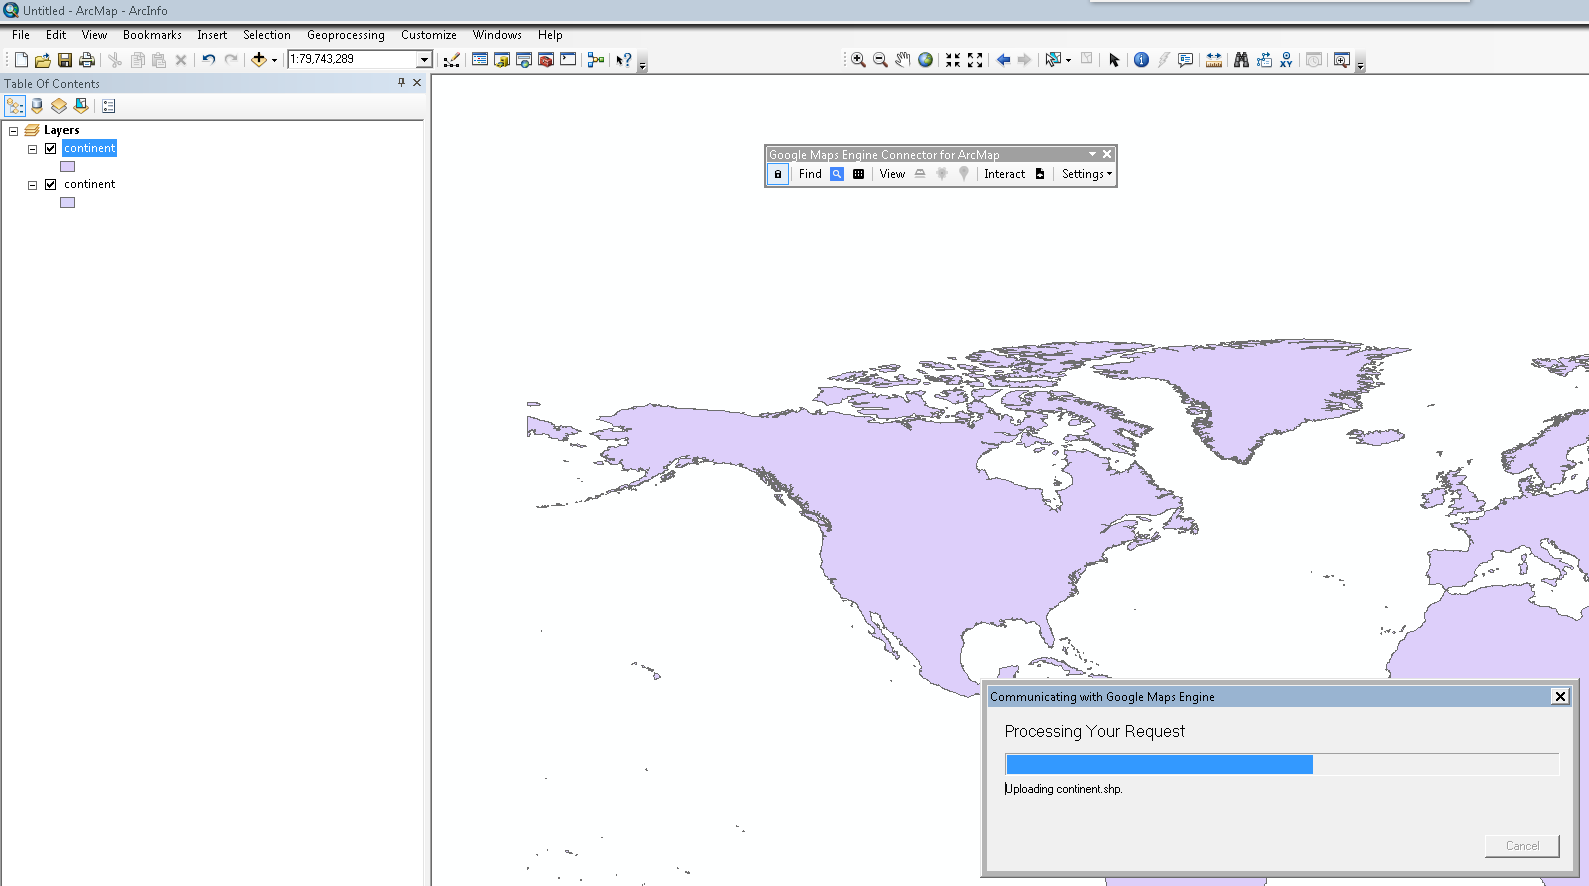 Untitled - ArcMap - ArcInfo
File Edit View Bookmarks Insert Selection Geoprocessing Customize Windows Help
1:79,743,289
Table Of Contents
Layers
continent
continent
Google Maps Engine Connector for ArcMap
Find View Interact Settings
Communicating with Google Maps Engine
Processing Your Request
Uploading continent.shp.
Cancel